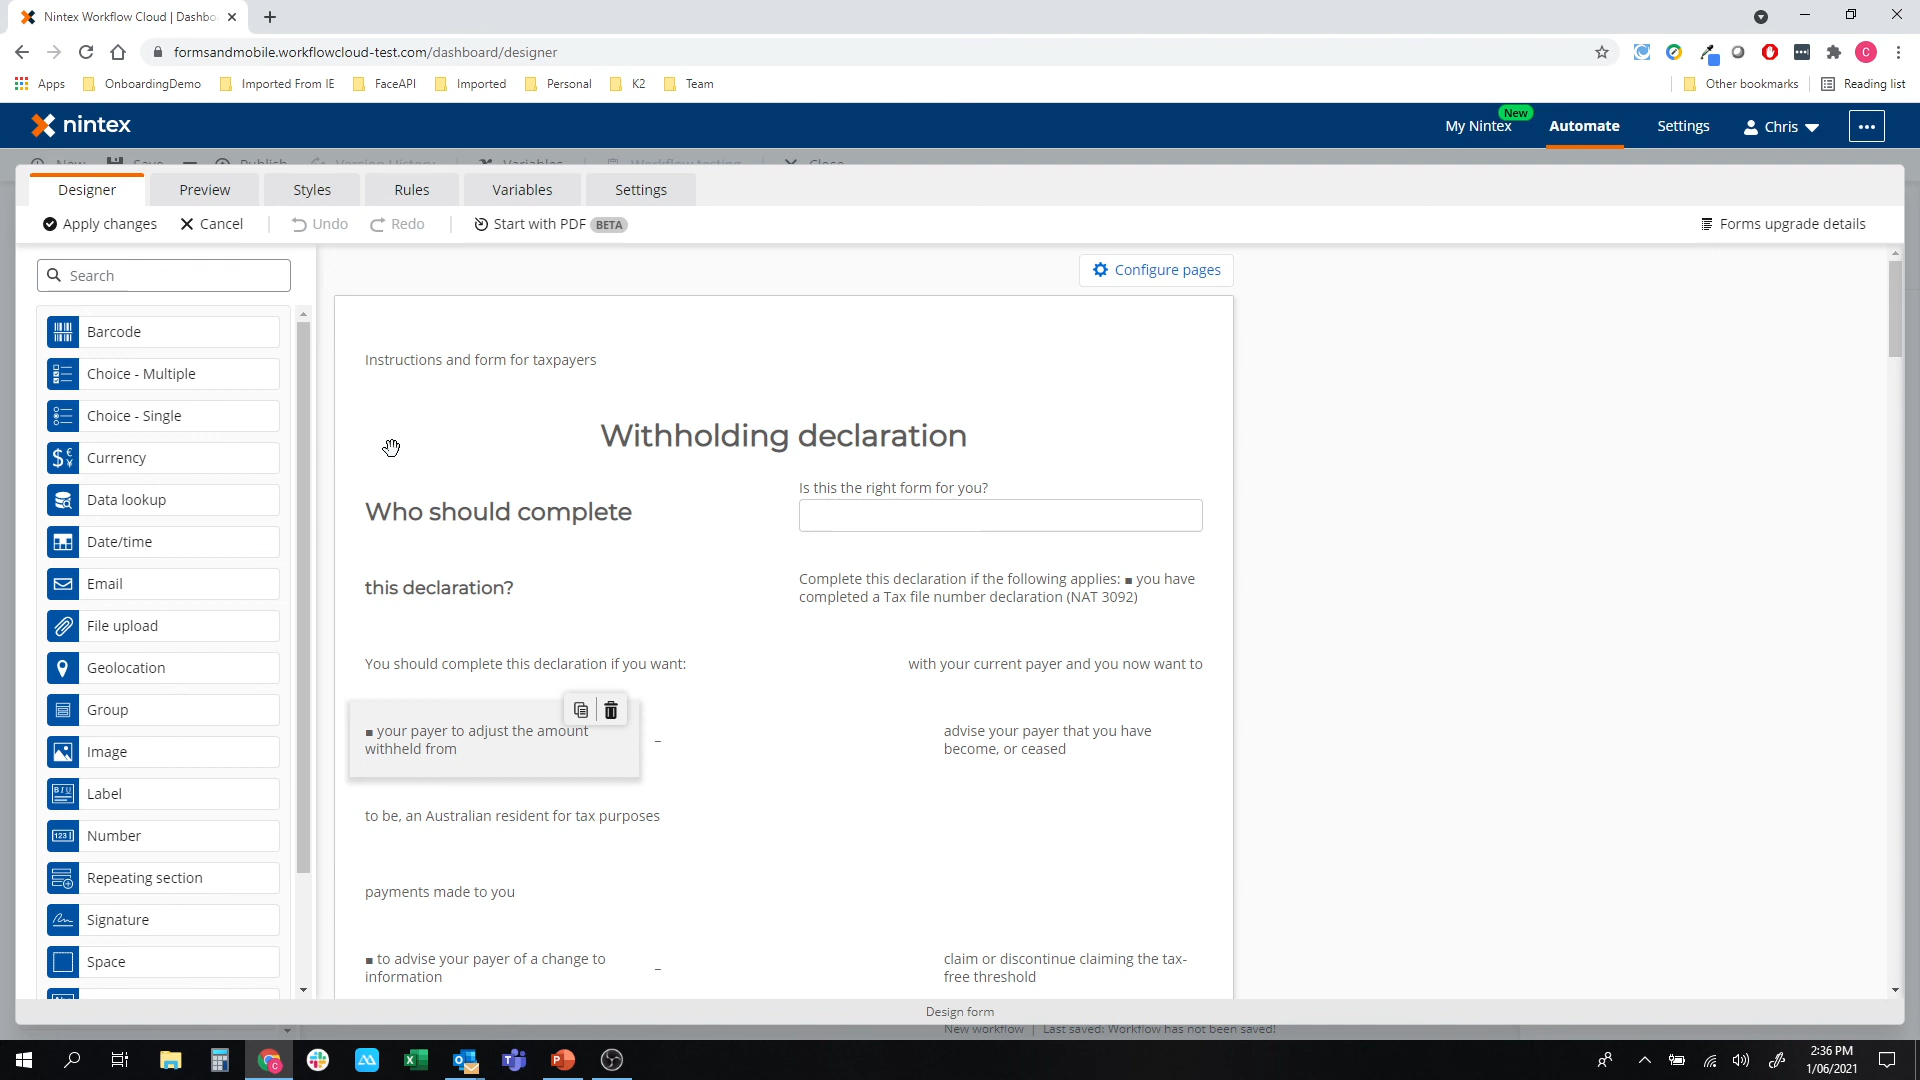 Nintex Workflow Cloud | Dashbo
formsandmobile.workflowcloud-test.com/dashboard/designer
Apps
OnboardingDemo
Imported From IE
FaceAPI
Imported
Personal
K2
Team
Other bookmarks
Reading list
nintex
My Nintex
New
Automate
Settings
Chris
New
Save
Publish
Version History
Variables
Workflow testing
Close
Designer
Preview
Styles
Rules
Variables
Settings
Apply changes
Cancel
Undo
Redo
Start with PDF BETA
Forms upgrade details
Search
Configure pages
Barcode
Choice - Multiple
Choice - Single
Currency
Data lookup
Date/time
Email
File upload
Geolocation
Group
Image
Label
Number
Repeating section
Signature
Space
Instructions and form for taxpayers
Withholding declaration
Who should complete
Is this the right form for you?
this declaration?
Complete this declaration if the following applies: ■ you have
completed a Tax file number declaration (NAT 3092)
You should complete this declaration if you want:
with your current payer and you now want to
■ your payer to adjust the amount
withheld from
–
advise your payer that you have
become, or ceased
to be, an Australian resident for tax purposes
payments made to you
■ to advise your payer of a change to
information
–
claim or discontinue claiming the tax-
free threshold
Design form
New workflow | Last saved: Workflow has not been saved!
2:36 PM
1/06/2021